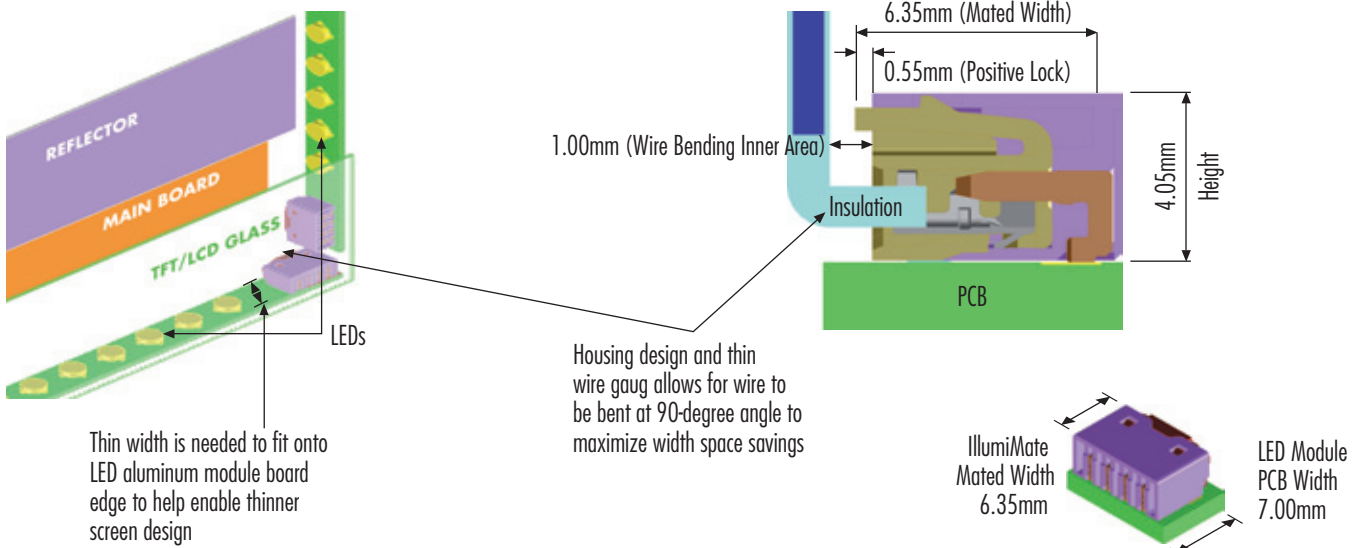 6.35mm (Mated Width)
0.55mm (Positive Lock)
1.00mm (Wire Bending Inner Area)
4.05mm
Height
Insulation
PCB
REFLECTOR
MAIN BOARD
TFT/LCD GLASS
LEDs
Thin width is needed to fit onto
LED aluminum module board
edge to help enable thinner
screen design
Housing design and thin
wire gaug allows for wire to
be bent at 90-degree angle to
maximize width space savings
IllumiMate
Mated Width
6.35mm
LED Module
PCB Width
7.00mm